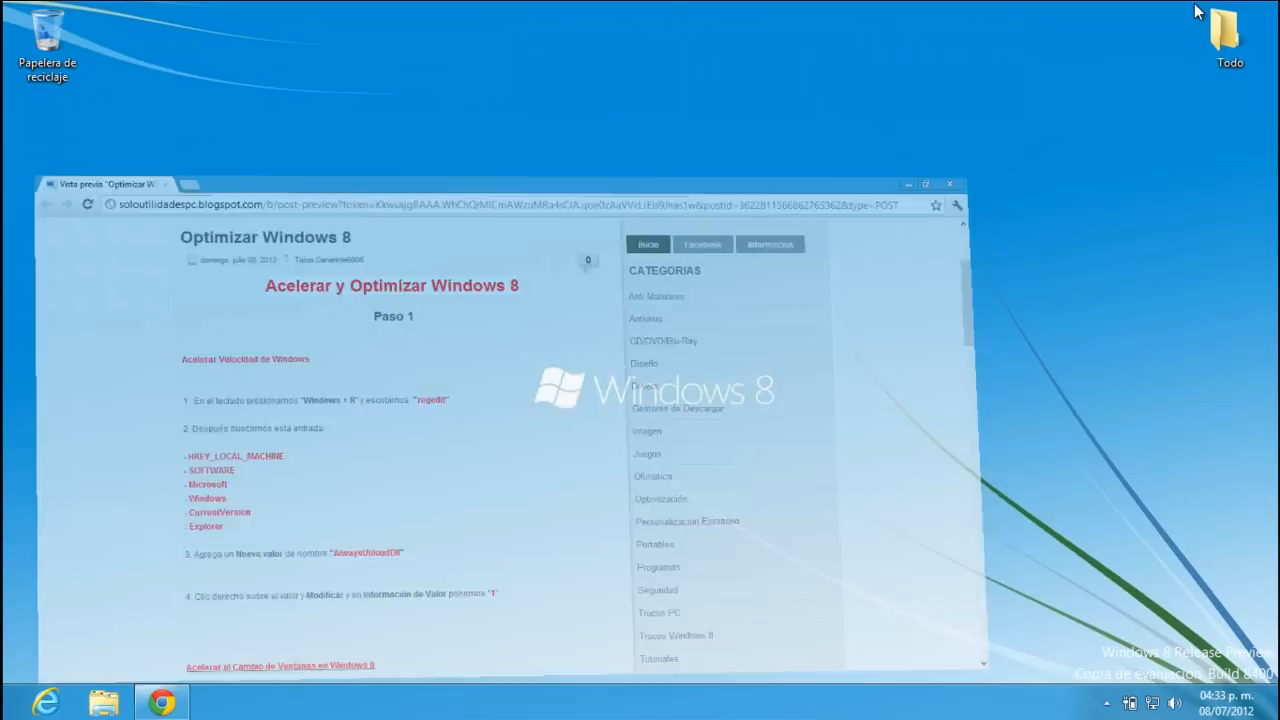 Papelera de
reciclaje
Todo
Vista previa "Optimizar W
soloutilidadespc.blogspot.com
Optimizar Windows 8
domingo, julio 08, 2012
0
Acelerar y Optimizar Windows 8
Paso 1
Acelerar Velocidad de Windows
1. En el teclado presionamos "Windows + R" y escribimos "regedit"
2. Después buscamos esta entrada
- HKEY_LOCAL_MACHINE
- SOFTWARE
- Microsoft
- Windows
- CurrentVersion
- Explorer
3. Agrega un Nuevo valor de nombre "AlwaysUnloadDll"
4. Clic derecho sobre el valor y Modificar y en Información de Valor ponemos "1"
Acelerar el Cambio de Ventanas en Windows 8
Inicio Facebook Informacion
CATEGORIAS
Anti Malwares
Antivirus
CD/DVD/Blu-Ray
Diseño
Gestores de Descargar
Imagen
Juegos
Ofimatica
Optimización
Personalizacion Escritorio
Portables
Programas
Seguridad
Trucos PC
Trucos Windows 8
Tutoriales
Windows 8
Windows 8 Release Preview
Copia de evaluación. Build 8400
04:33 p. m.
08/07/2012